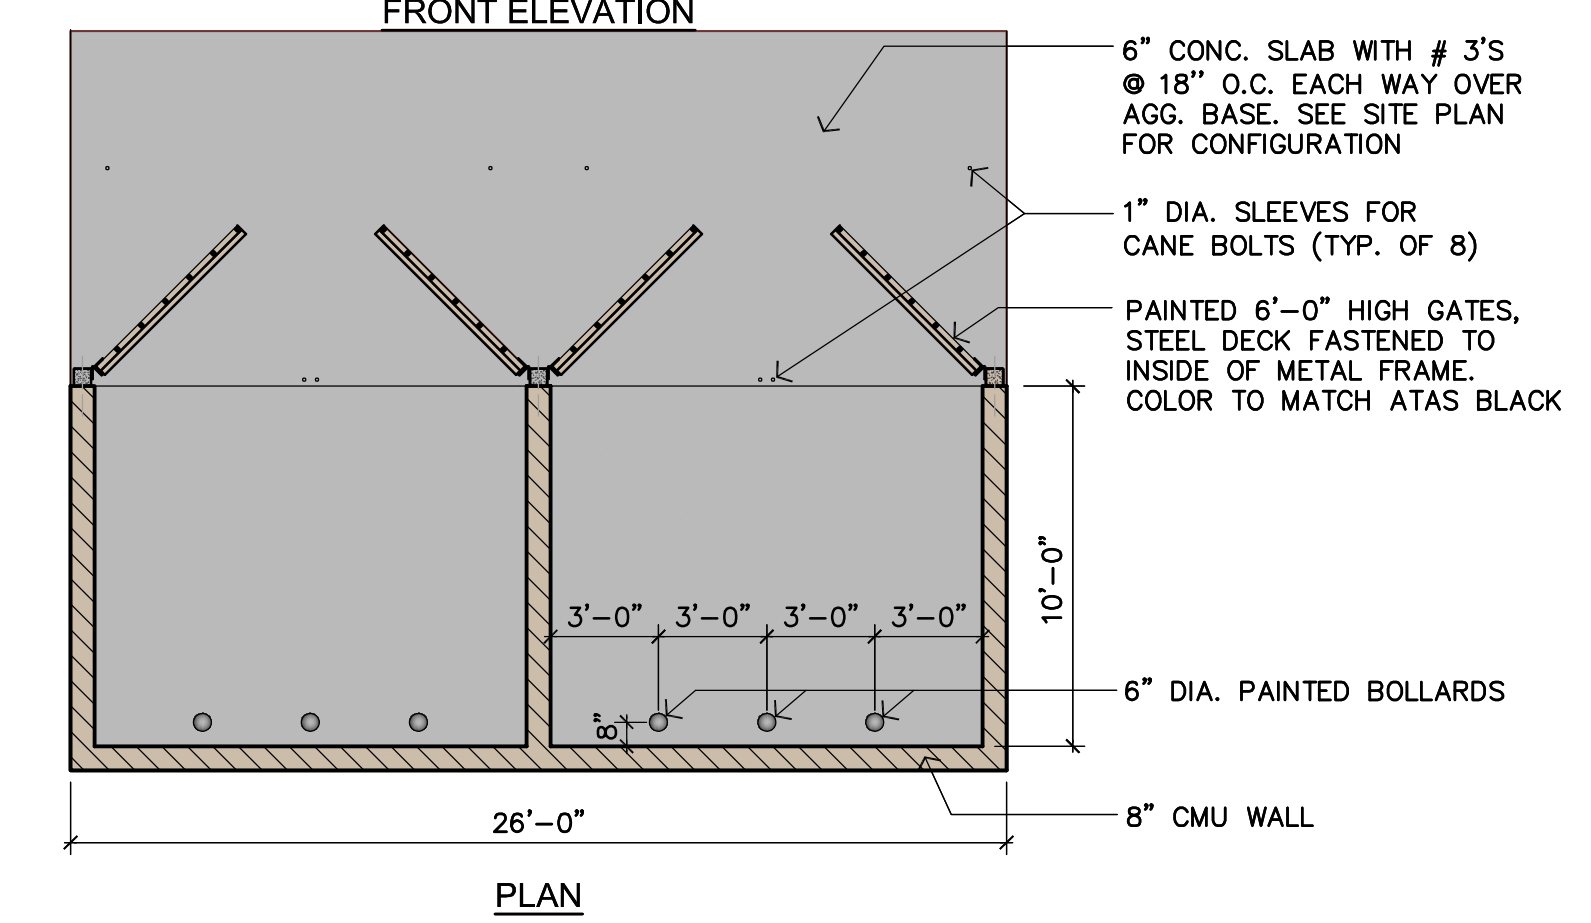 FRONT ELEVATION
6” CONC. SLAB WITH # 3'S
@ 18” O.C. EACH WAY OVER
AGG. BASE. SEE SITE PLAN
FOR CONFIGURATION
1” DIA. SLEEVES FOR
CANE BOLTS (TYP. OF 8)
PAINTED 6'-0” HIGH GATES,
STEEL DECK FASTENED TO
INSIDE OF METAL FRAME.
COLOR TO MATCH ATAS BLACK
10'-0”
3'-0” 3'-0” 3'-0” 3'-0”
6” DIA. PAINTED BOLLARDS
8”
8” CMU WALL
26'-0”
PLAN